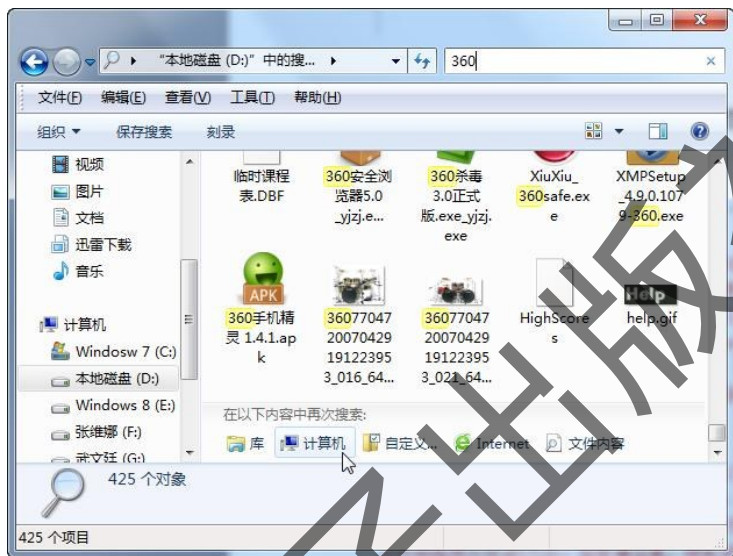 “本地磁盘 (D:)”中的搜...
360
文件(F) 编辑(E) 查看(V) 工具(T) 帮助(H)
组织 保存搜索 刻录
视频
图片
文档
迅雷下载
音乐
计算机
Windosw 7 (C:)
本地磁盘 (D:)
Windows 8 (E:)
张维娜 (F:)
武文廷 (G:)
临时课程
表.DBF
360安全浏
览器5.0
_yjzj.e...
360杀毒
3.0正式
版.exe_yjzj.
exe
XiuXiu_
360safe.ex
e
XMPSetup
_4.9.0.107
9-360.exe
APK
360手机精
灵 1.4.1.ap
k
36077047
20070429
19122395
3_016_64...
36077047
20070429
19122395
3_021_64...
HighScore
s
Help
help.gif
在以下内容中再次搜索:
库 计算机 自定义... Internet 文件内容
425 个对象
425 个项目
出版